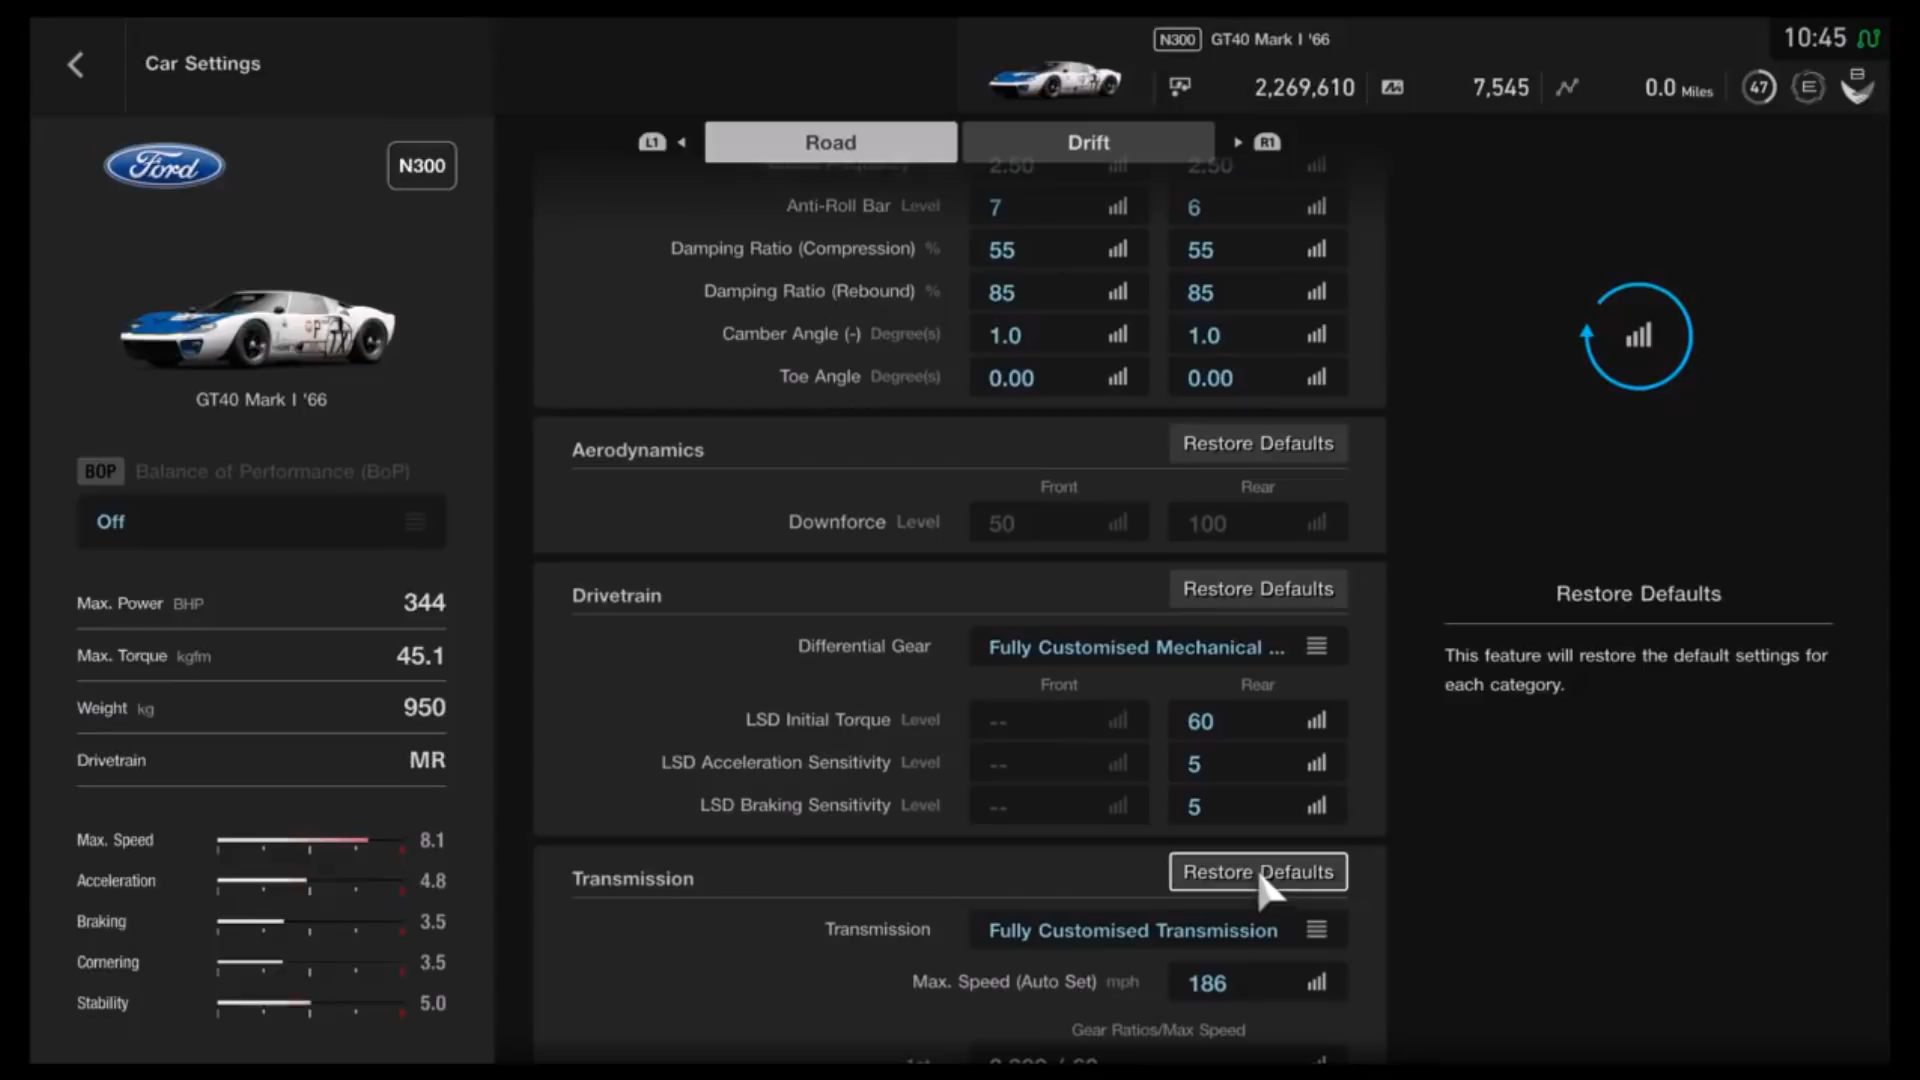 Car Settings
N300 GT40 Mark I '66
10:45
2,269,610
7,545
0.0 Miles
47
E
B
Ford
N300
GT40 Mark I '66
BOP Balance of Performance (BoP)
Off
Max. Power BHP 344
Max. Torque kgfm 45.1
Weight kg 950
Drivetrain MR
Max. Speed 8.1
Acceleration 4.8
Braking 3.5
Cornering 3.5
Stability 5.0
L1 Road Drift R1
2.50 2.50
Anti-Roll Bar Level 7 6
Damping Ratio (Compression) % 55 55
Damping Ratio (Rebound) % 85 85
Camber Angle (-) Degree(s) 1.0 1.0
Toe Angle Degree(s) 0.00 0.00
Aerodynamics Restore Defaults
Front Rear
Downforce Level 50 100
Drivetrain Restore Defaults
Differential Gear Fully Customised Mechanical ...
Front Rear
LSD Initial Torque Level -- 60
LSD Acceleration Sensitivity Level -- 5
LSD Braking Sensitivity Level -- 5
Transmission Restore Defaults
Transmission Fully Customised Transmission
Max. Speed (Auto Set) mph 186
Gear Ratios/Max Speed
Restore Defaults
This feature will restore the default settings for
each category.